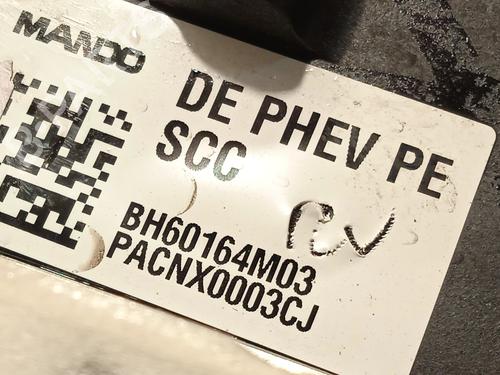 MANDO
DE PHEV PE
SCC
BH60164M03
PACNX0003CJ